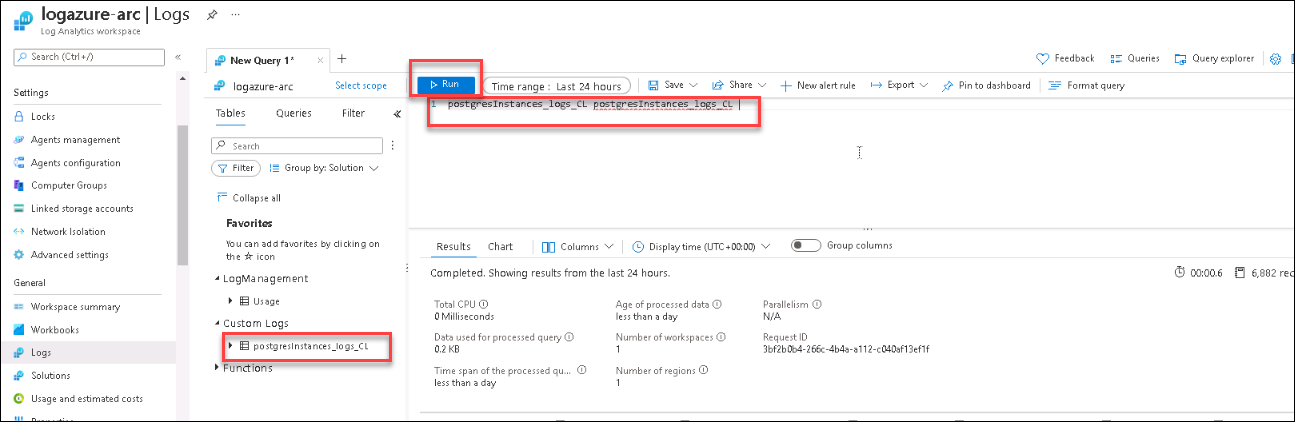 logazure-arc | Logs
Log Analytics workspace
Search (Ctrl+/)
Settings
Locks
Agents management
Agents configuration
Computer Groups
Linked storage accounts
Network Isolation
Advanced settings
General
Workspace summary
Workbooks
Logs
Solutions
Usage and estimated costs
Properties
New Query 1*
Feedback
Queries
Query explorer
logazure-arc
Select scope
Run
Time range : Last 24 hours
Save
Share
New alert rule
Export
Pin to dashboard
Format query
Tables
Queries
Filter
Search
Filter
Group by: Solution
Collapse all
Favorites
You can add favorites by clicking on
the ☆ icon
LogManagement
Usage
Custom Logs
postgresInstances_logs_CL
Functions
1 postgresInstances_logs_CL postgresInstances_logs_CL
Results
Chart
Columns
Display time (UTC+00:00)
Group columns
Completed. Showing results from the last 24 hours.
00:00.6
6,882 rec
Total CPU
0 Milliseconds
Age of processed data
less than a day
Parallelism
N/A
Data used for processed query
0.2 KB
Number of workspaces
1
Request ID
3bf2b0b4-266c-4b4a-a112-c040af13ef1f
Time span of the processed qu...
less than a day
Number of regions
1